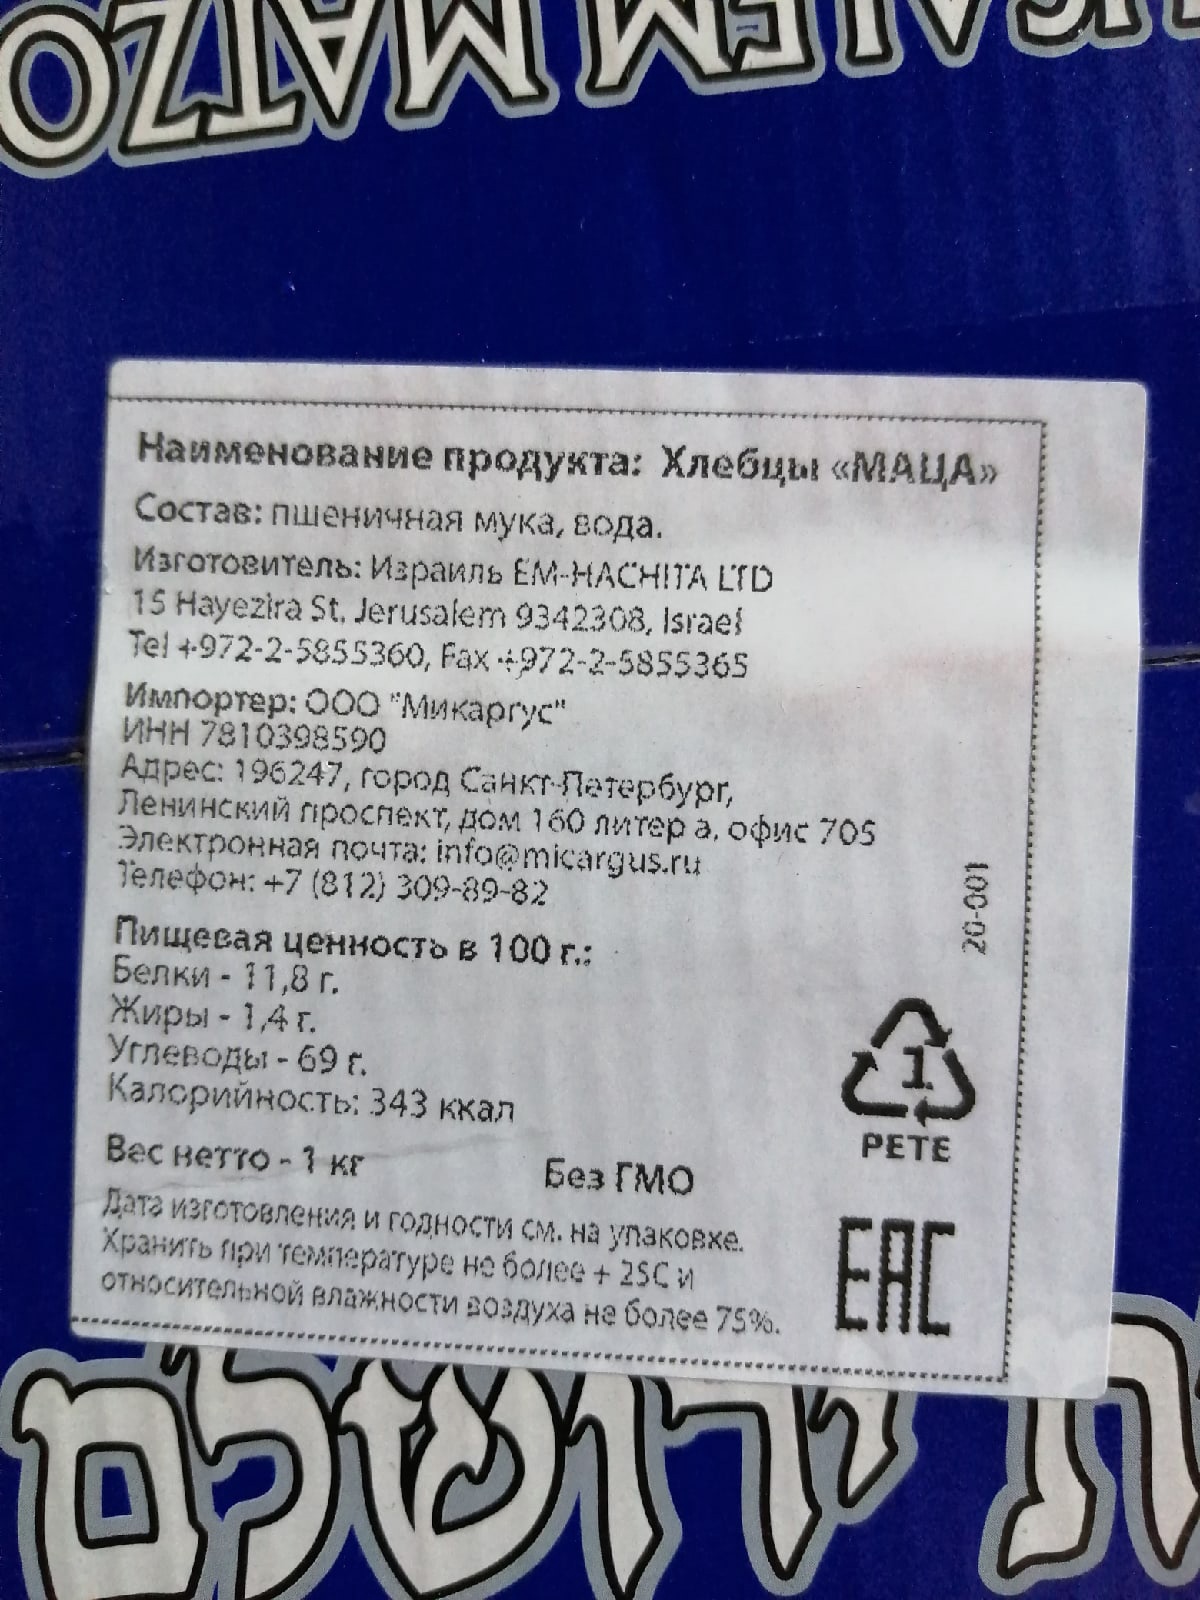 JERUSALEM MATZO
Наименование продукта: Хлебцы «МАЦА»
Состав: пшеничная мука, вода.
Изготовитель: Израиль EM-HACHITA LTD
15 Hayezira St. Jerusalem 9342308, Israel
Tel +972-2-5855360, Fax +972-2-5855365
Импортер: ООО "Микаргус"
ИНН 7810398590
Адрес: 196247, город Санкт-Петербург,
Ленинский проспект, дом 160 литер а, офис 705
Электронная почта: info@micargus.ru
Телефон: +7 (812) 309-89-82
20-001
Пищевая ценность в 100 г.:
Белки - 11,8 г.
Жиры - 1,4 г.
Углеводы - 69 г.
Калорийность: 343 ккал
1
PETE
Вес нетто - 1 кг
Без ГМО
Дата изготовления и годности см. на упаковке.
Хранить при температуре не более + 25С и
относительной влажности воздуха не более 75%.
EAC
ירושלם